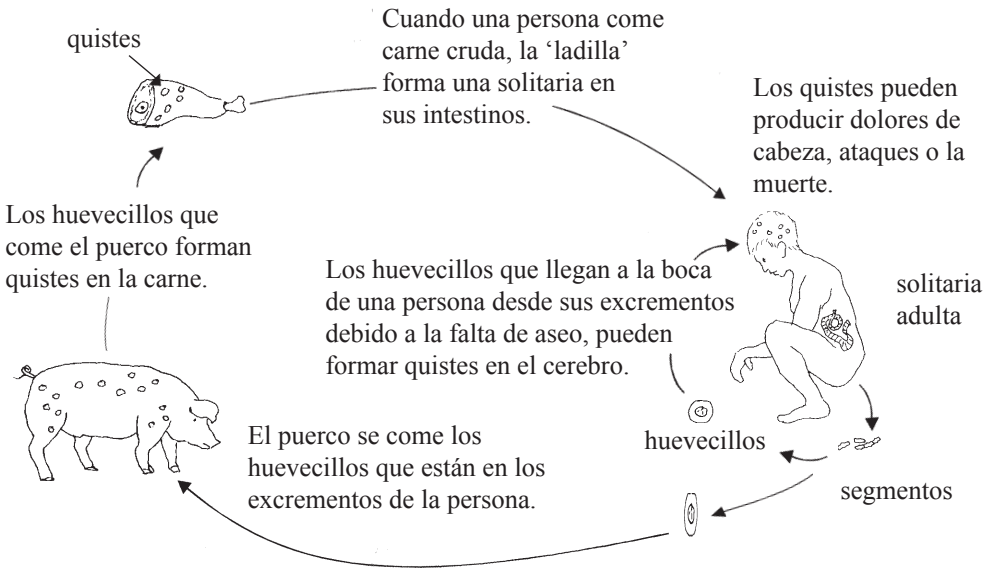 quistes
Cuando una persona come
carne cruda, la ‘ladilla’
forma una solitaria en
sus intestinos.
Los quistes pueden
producir dolores de
cabeza, ataques o la
muerte.
Los huevecillos que
come el puerco forman
quistes en la carne.
Los huevecillos que llegan a la boca
de una persona desde sus excrementos
debido a la falta de aseo, pueden
formar quistes en el cerebro.
solitaria
adulta
huevecillos
segmentos
El puerco se come los
huevecillos que están en los
excrementos de la persona.